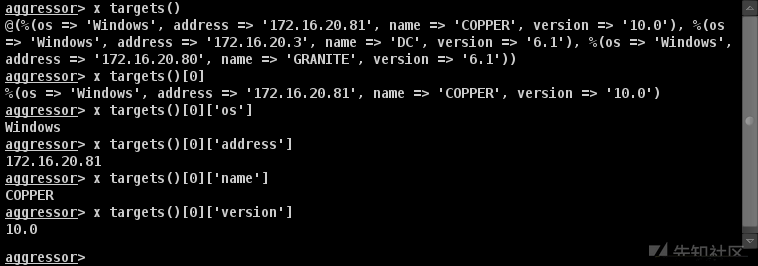 aggressor> x targets()
@(%(os => 'Windows', address => '172.16.20.81', name => 'COPPER', version => '10.0'), %(os
=> 'Windows', address => '172.16.20.3', name => 'DC', version => '6.1'), %(os => 'Windows',
address => '172.16.20.80', name => 'GRANITE', version => '6.1'))
aggressor> x targets()[0]
%(os => 'Windows', address => '172.16.20.81', name => 'COPPER', version => '10.0')
aggressor> x targets()[0]['os']
Windows
aggressor> x targets()[0]['address']
172.16.20.81
aggressor> x targets()[0]['name']
COPPER
aggressor> x targets()[0]['version']
10.0
aggressor>
先知社区